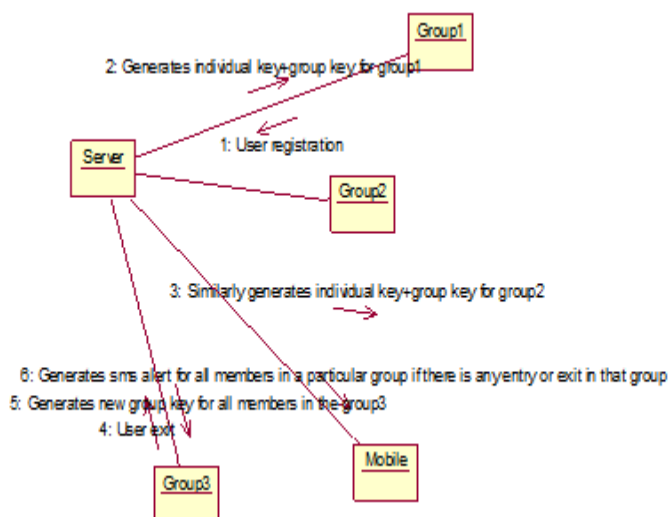 Group1
2: Generates individual key+group key for group1
1: User registration
Server
Group2
3: Similarly generates individual key+group key for group2
6: Generates sms alert for all members in a particular group if there is any entry or exit in that group
5: Generates new group key for all members in the group3
4: User exit
Mobile
Group3